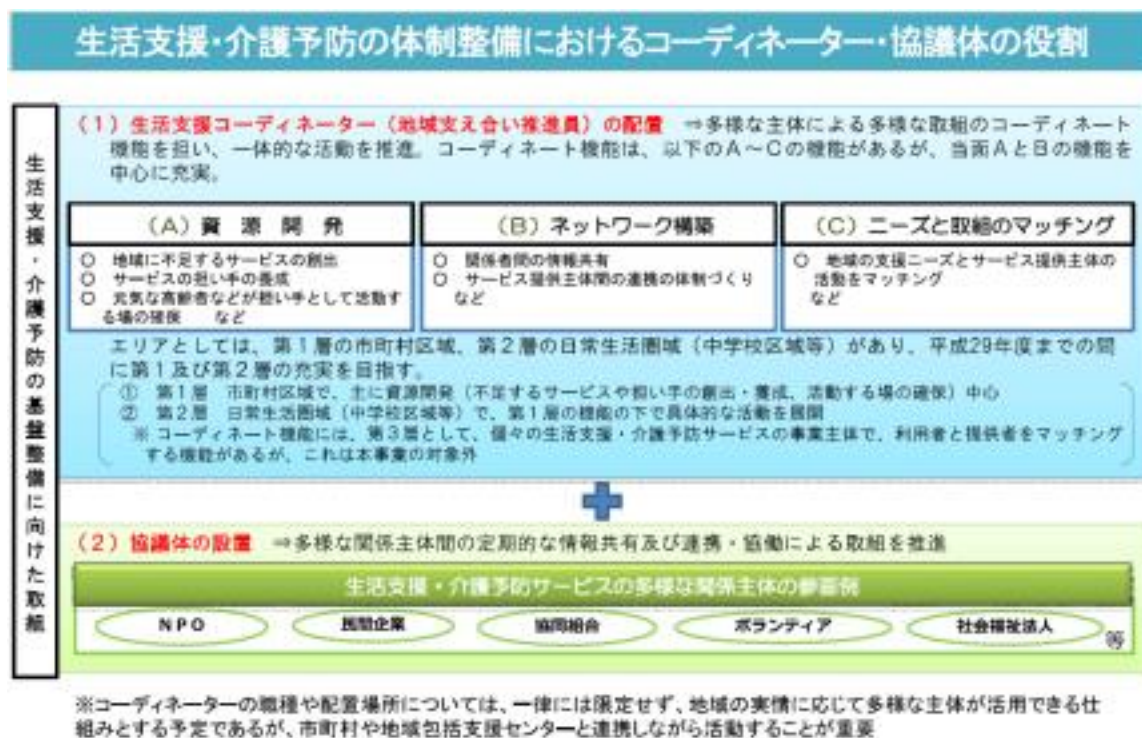 生活支援・介護予防の体制整備におけるコーディネーター・協議体の役割
生活支援・介護予防の基盤整備に向けた取組
（１）生活支援コーディネーター（地域支え合い推進員）の配置　⇒多様な主体による多様な取組のコーディネート
機能を担い、一体的な活動を推進。コーディネート機能は、以下のＡ～Ｃの機能があるが、当面ＡとＢの機能を
中心に充実。
（Ａ）資　源　開　発
○　地域に不足するサービスの創出
○　サービスの担い手の養成
○　元気な高齢者などが担い手として活動す
る場の確保　　など
（Ｂ）ネットワーク構築
○　関係者間の情報共有
○　サービス提供主体間の連携の体制づくり
など
（Ｃ）ニーズと取組のマッチング
○　地域の支援ニーズとサービス提供主体の
活動をマッチング
など
エリアとしては、第１層の市町村区域、第２層の日常生活圏域（中学校区域等）があり、平成29年度までの間
に第１及び第２層の充実を目指す。
①　第１層　市町村区域で、主に資源開発（不足するサービスや担い手の創出・養成、活動する場の確保）中心
②　第２層　日常生活圏域（中学校区域等）で、第１層の機能の下で具体的な活動を展開
※ コーディネート機能には、第３層として、個々の生活支援・介護予防サービスの事業主体で、利用者と提供者をマッチング
する機能があるが、これは本事業の対象外
（２）協議体の設置　⇒多様な関係主体間の定期的な情報共有及び連携・協働による取組を推進
生活支援・介護予防サービスの多様な関係主体の参画例
ＮＰＯ
民間企業
協同組合
ボランティア
社会福祉法人
等
※コーディネーターの職種や配置場所については、一律には限定せず、地域の実情に応じて多様な主体が活用できる仕
組みとする予定であるが、市町村や地域包括支援センターと連携しながら活動することが重要